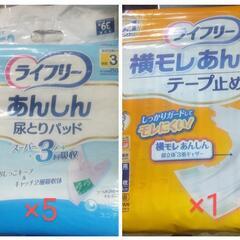 ライフリー
3
あんしん
尿とりパッド
スーパー3回吸収
×5
ライフリー
横モレあん
テープ止め
しっかりガードして
モレにくい!
横モレあんしん
×1